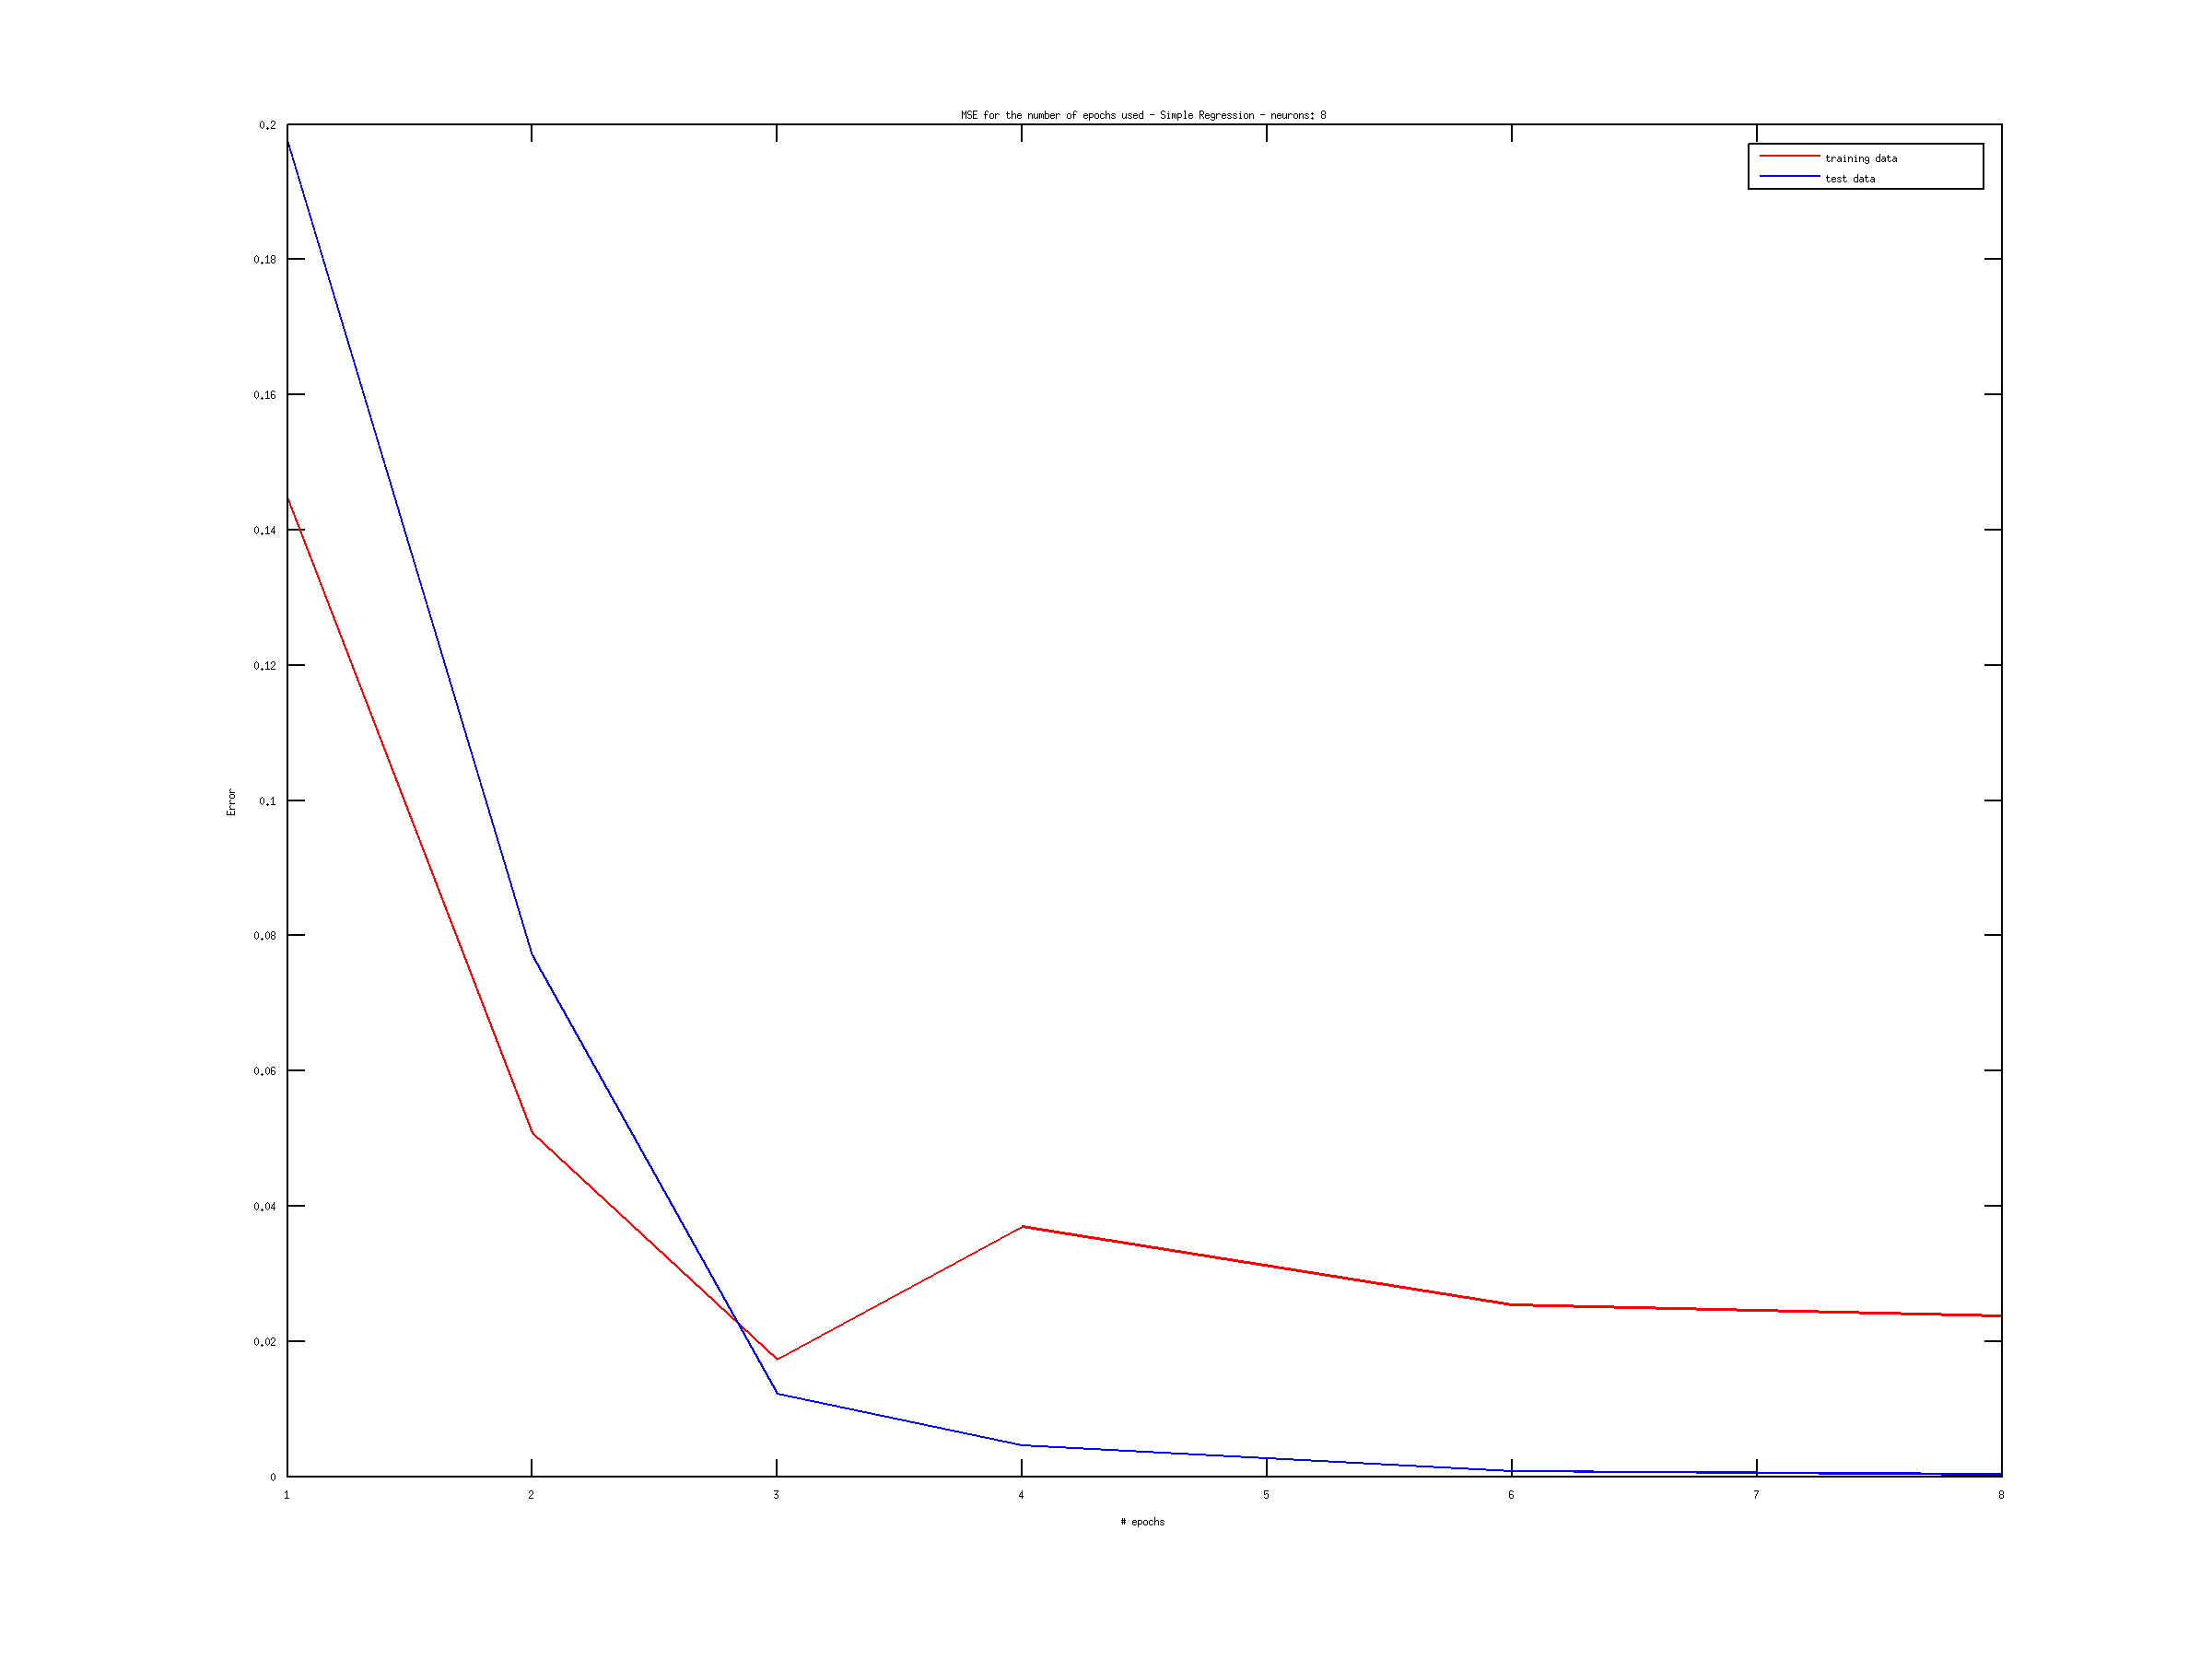 MSE for the number of epochs used - Simple Regression - neurons: 8
training data
test data
0.2
0.18
0.16
0.14
0.12
0.1
0.08
0.06
0.04
0.02
0
Error
1 2 3 4 5 6 7 8
# epochs